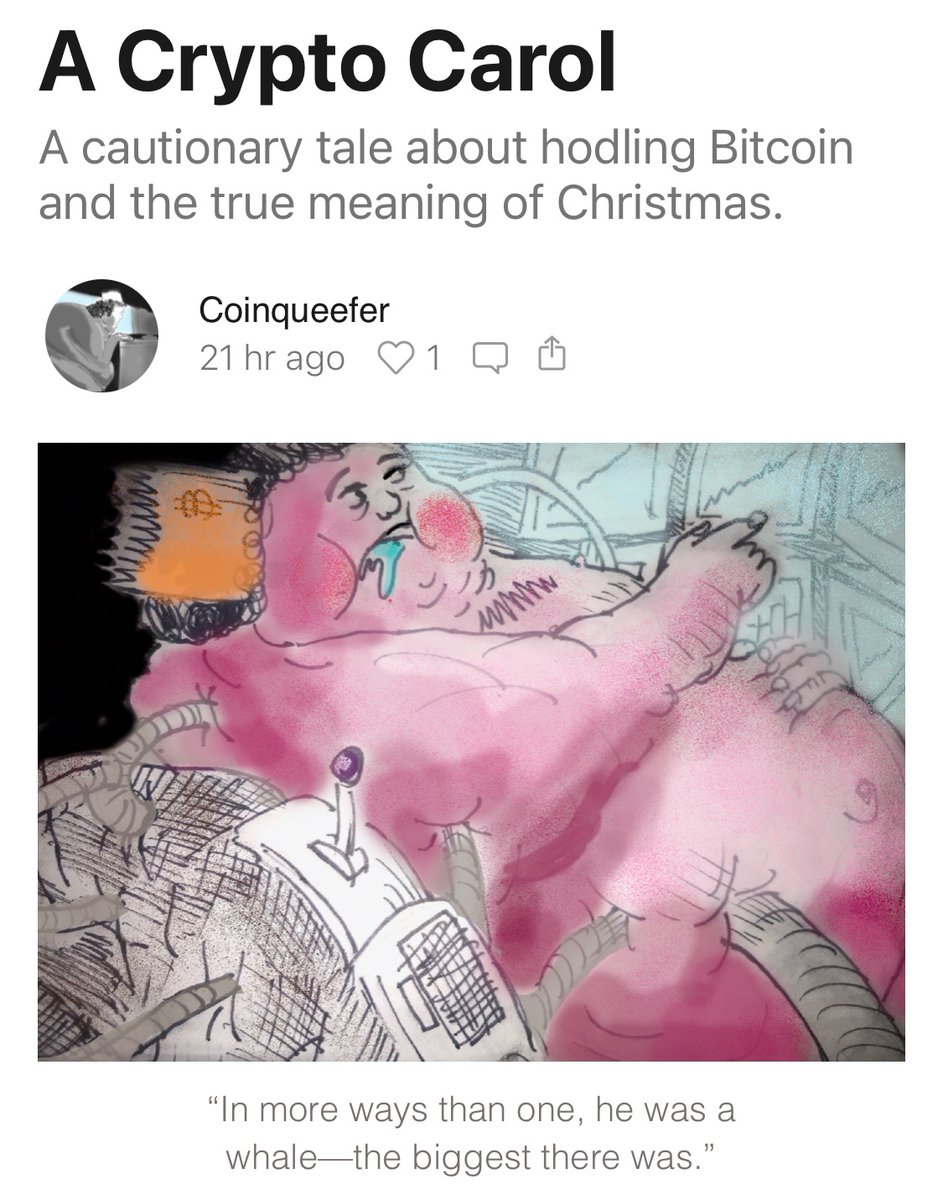 A Crypto Carol
A cautionary tale about hodling Bitcoin
and the true meaning of Christmas.
Coinqueefer
21 hr ago 1
“In more ways than one, he was a
whale—the biggest there was.”